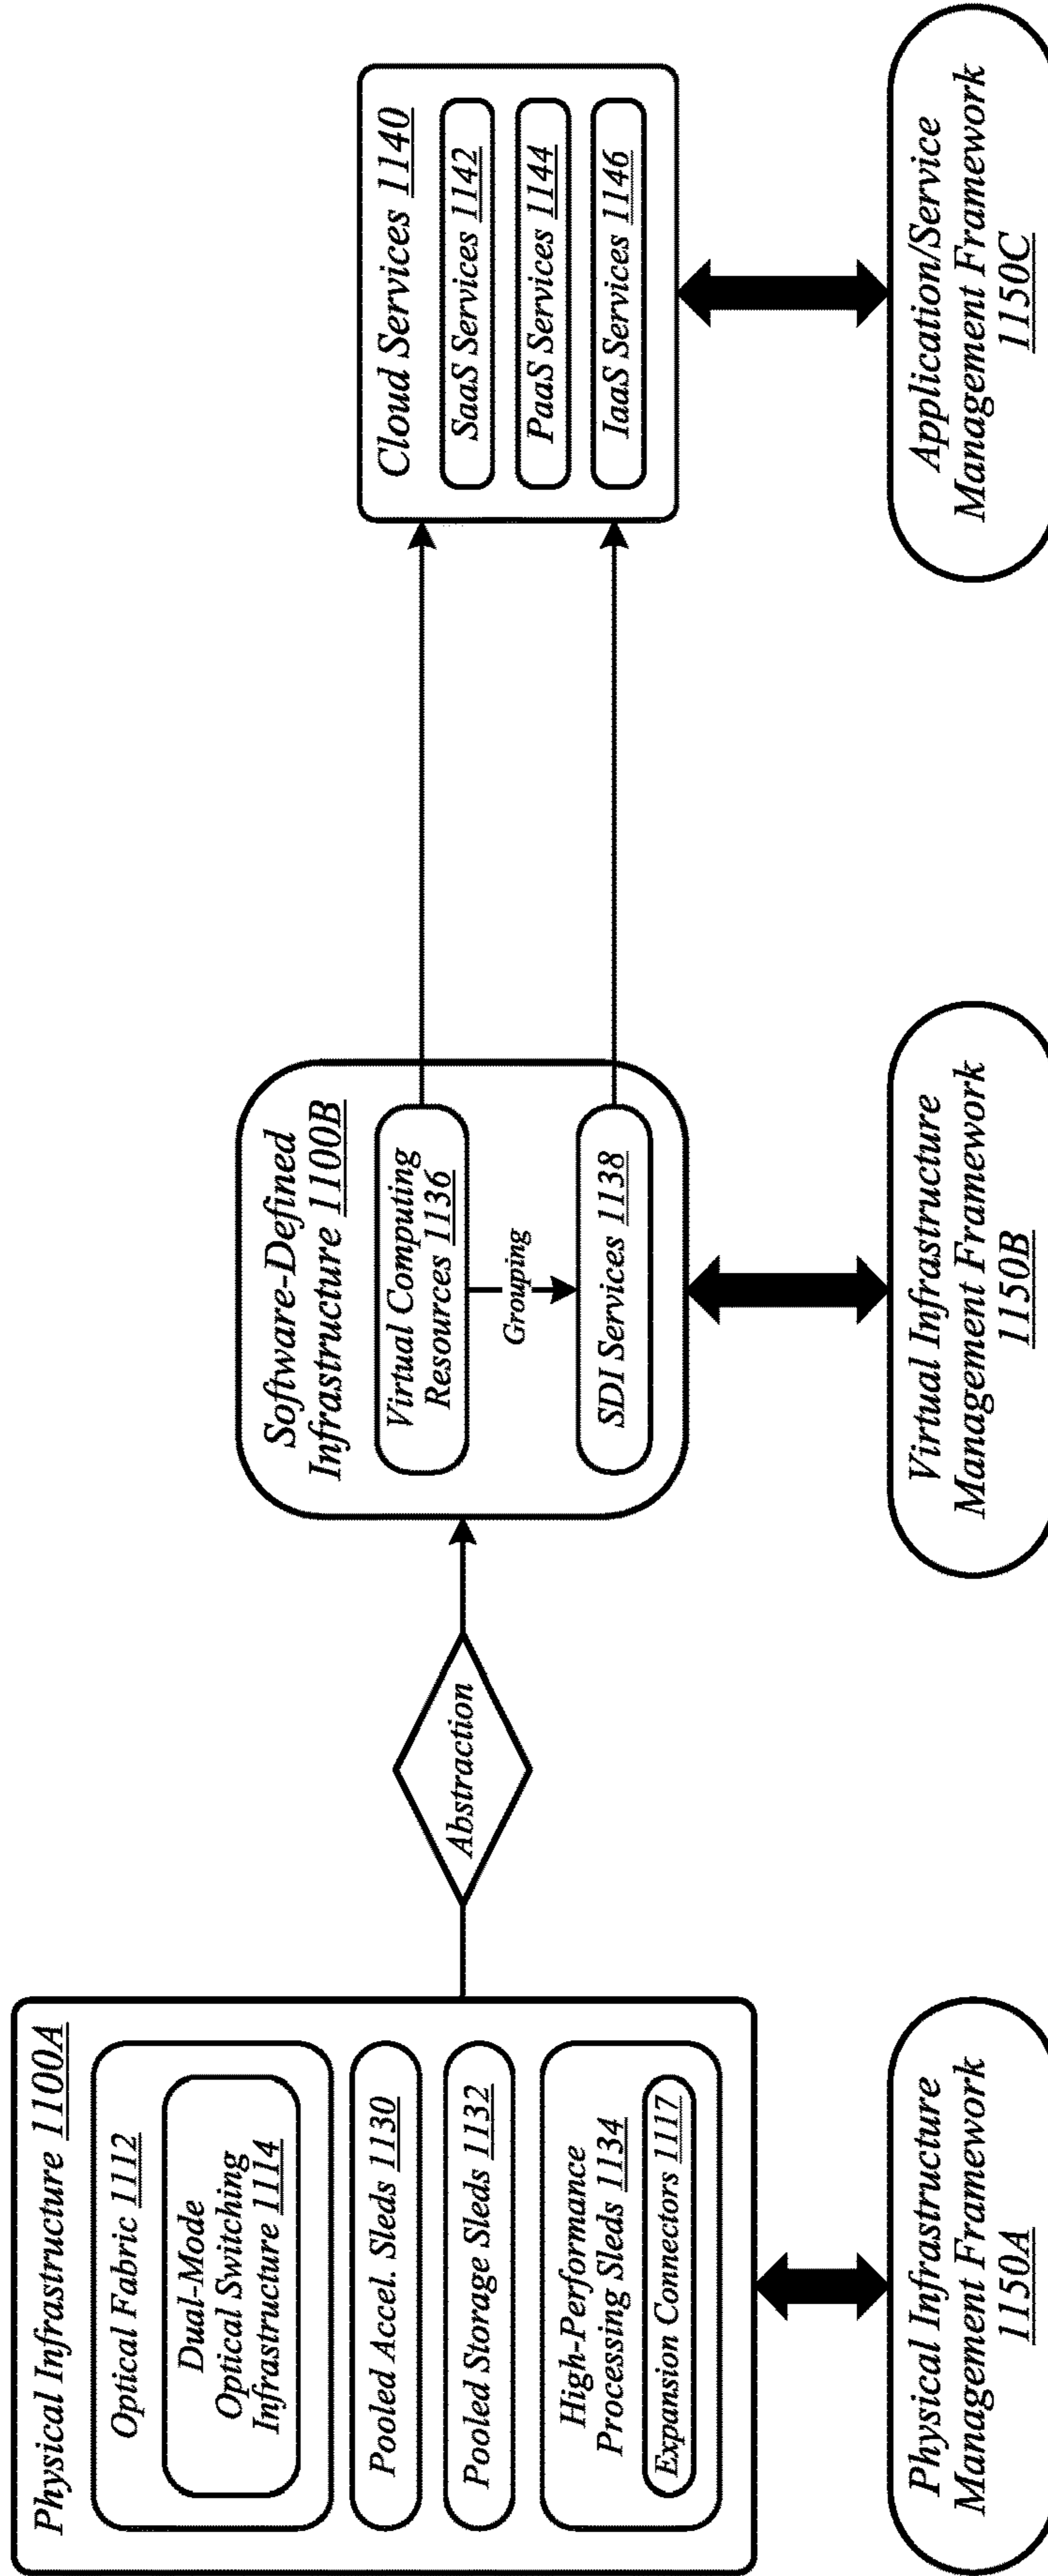 Physical Infrastructure 1100A
Optical Fabric 1112
Dual-Mode
Optical Switching
Infrastructure 1114
Pooled Accel. Sleds 1130
Pooled Storage Sleds 1132
High-Performance
Processing Sleds 1134
Expansion Connectors 1117
Physical Infrastructure
Management Framework
1150A
Abstraction
Software-Defined
Infrastructure 1100B
Virtual Computing
Resources 1136
Grouping
SDI Services 1138
Virtual Infrastructure
Management Framework
1150B
Cloud Services 1140
SaaS Services 1142
PaaS Services 1144
IaaS Services 1146
Application/Service
Management Framework
1150C